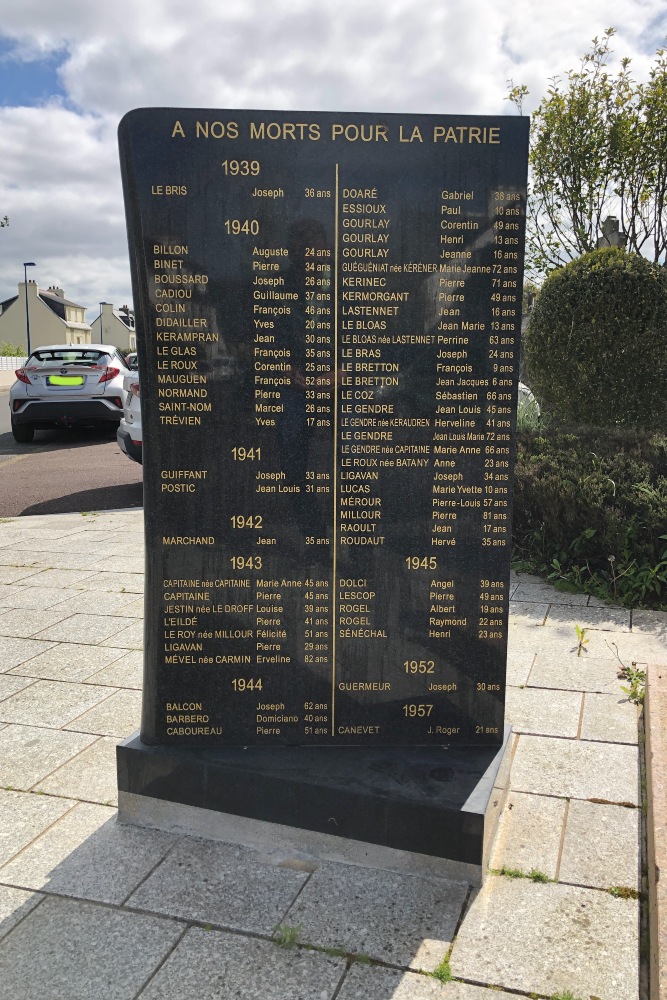 A NOS MORTS POUR LA PATRIE
1939
LE BRIS Joseph 36 ans
1940
BILLON Auguste 24 ans
BINET Pierre 34 ans
BOUSSARD Joseph 26 ans
CADIOU Guillaume 37 ans
COLIN François 46 ans
DIDAILLER Yves 20 ans
KERAMPRAN Jean 30 ans
LE GLAS François 35 ans
LE ROUX Corentin 25 ans
MAUGUEN François 52 ans
NORMAND Pierre 33 ans
SAINT-NOM Marcel 26 ans
TRÉVIEN Yves 17 ans
1941
GUIFFANT Joseph 33 ans
POSTIC Jean Louis 31 ans
1942
MARCHAND Jean 35 ans
1943
CAPITAINE née CAPITAINE Marie Anne 45 ans
CAPITAINE Pierre 45 ans
JESTIN née LE DROFF Louise 39 ans
L'EILDÉ Pierre 41 ans
LE ROY née MILLOUR Félicité 51 ans
LIGAVAN Pierre 29 ans
MÉVEL née CARMIN Erveline 82 ans
1944
BALCON Joseph 62 ans
BARBERO Domiciano 40 ans
CABOUREAU Pierre 51 ans
DOARÉ Gabriel 36 ans
ESSIOUX Paul 10 ans
GOURLAY Corentin 49 ans
GOURLAY Henri 13 ans
GOURLAY Jeanne 16 ans
GUÉGUÉNIAT née KÉRÉNER Marie Jeanne 72 ans
KERINEC Pierre 71 ans
KERMORGANT Pierre 49 ans
LASTENNET Jean 16 ans
LE BLOAS Jean Marie 13 ans
LE BLOAS née LASTENNET Perrine 63 ans
LE BRAS Joseph 24 ans
LE BRETTON François 9 ans
LE BRETTON Jean Jacques 6 ans
LE COZ Sébastien 66 ans
LE GENDRE Jean Louis 45 ans
LE GENDRE née KERAUDREN Herveline 41 ans
LE GENDRE Jean Louis Marie 72 ans
LE GENDRE née CAPITAINE Marie Anne 66 ans
LE ROUX née BATANY Anne 23 ans
LIGAVAN Joseph 34 ans
LUCAS Marie Yvette 10 ans
MÉROUR Pierre-Louis 57 ans
MILLOUR Pierre 81 ans
RAOULT Jean 17 ans
ROUDAUT Hervé 35 ans
1945
DOLCI Angel 39 ans
LESCOP Pierre 49 ans
ROGEL Albert 19 ans
ROGEL Raymond 22 ans
SÉNÉCHAL Henri 23 ans
1952
GUERMEUR Joseph 30 ans
1957
CANEVET J. Roger 21 ans